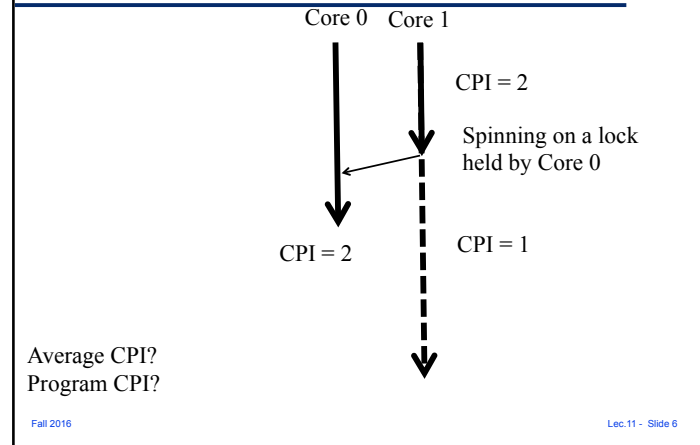 Core 0 Core 1
CPI = 2
Spinning on a lock
held by Core 0
CPI = 2
CPI = 1
Average CPI?
Program CPI?
Fall 2016
Lec.11 - Slide 6